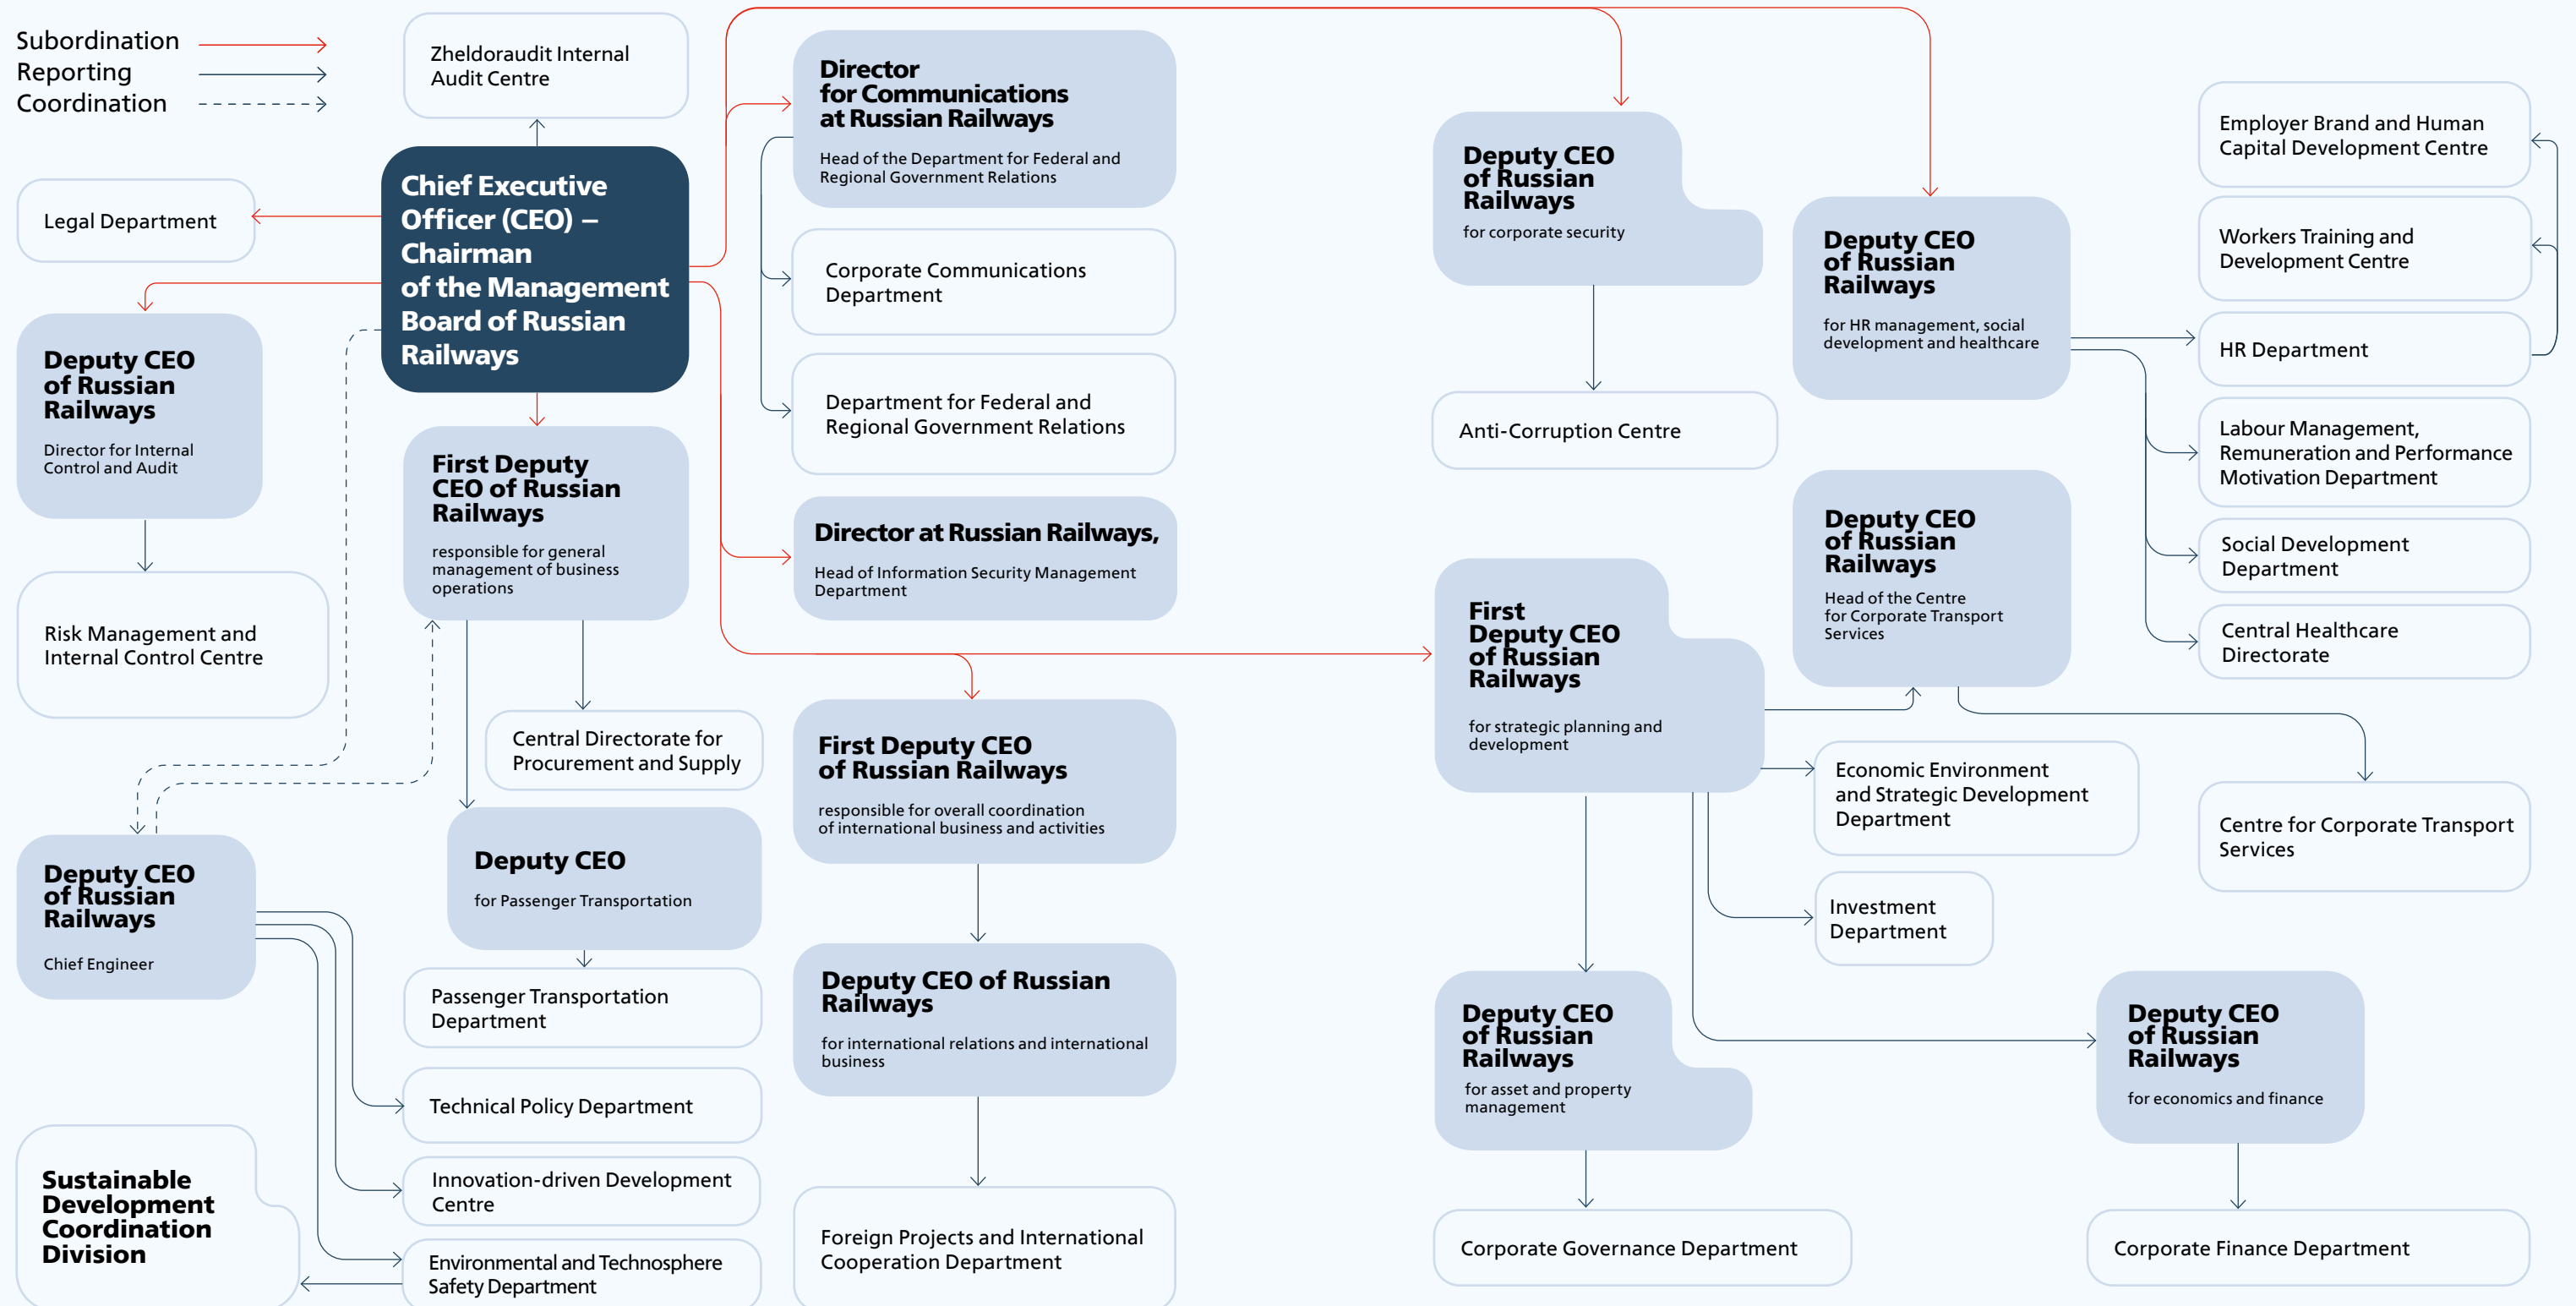 Subordination
Reporting
Coordination
Zheldoraudit Internal
Audit Centre
Legal Department
Chief Executive
Officer (CEO) –
Chairman
of the Management
Board of Russian
Railways
Deputy CEO
of Russian
Railways
Director for Internal
Control and Audit
Risk Management and
Internal Control Centre
First Deputy
CEO of Russian
Railways
responsible for general
management of business
operations
Central Directorate for
Procurement and Supply
Deputy CEO
for Passenger Transportation
Passenger Transportation
Department
Deputy CEO
of Russian
Railways
Chief Engineer
Technical Policy Department
Innovation-driven Development
Centre
Environmental and Technosphere
Safety Department
Sustainable
Development
Coordination
Division
Director
for Communications
at Russian Railways
Head of the Department for Federal and
Regional Government Relations
Corporate Communications
Department
Department for Federal and
Regional Government Relations
Director at Russian Railways,
Head of Information Security Management
Department
First Deputy CEO
of Russian Railways
responsible for overall coordination
of international business and activities
Deputy CEO of Russian
Railways
for international relations and international
business
Foreign Projects and International
Cooperation Department
Deputy CEO
of Russian
Railways
for corporate security
Anti-Corruption Centre
First
Deputy CEO
of Russian
Railways
for strategic planning and
development
Economic Environment
and Strategic Development
Department
Investment
Department
Deputy CEO
of Russian
Railways
for asset and property
management
Corporate Governance Department
Deputy CEO
of Russian
Railways
for HR management, social
development and healthcare
Employer Brand and Human
Capital Development Centre
Workers Training and
Development Centre
HR Department
Labour Management,
Remuneration and Performance
Motivation Department
Social Development
Department
Central Healthcare
Directorate
Deputy CEO
of Russian
Railways
Head of the Centre
for Corporate Transport
Services
Centre for Corporate Transport
Services
Deputy CEO
of Russian
Railways
for economics and finance
Corporate Finance Department